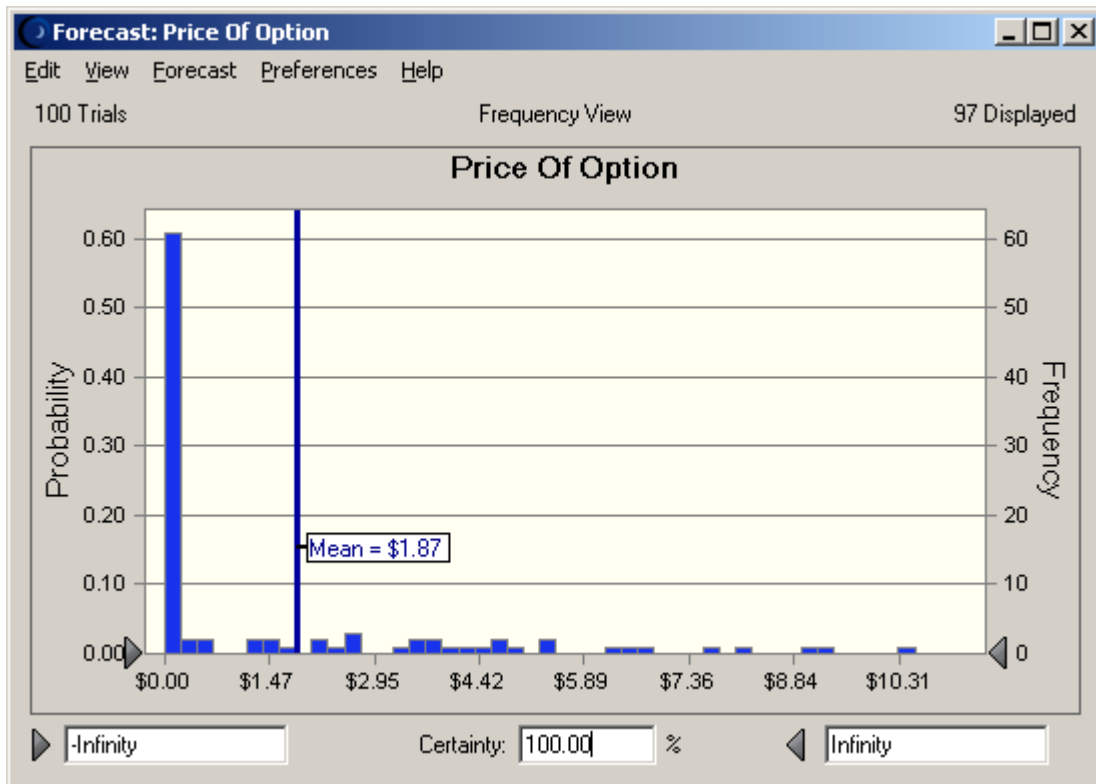 Forecast: Price Of Option
Edit View Forecast Preferences Help
100 Trials Frequency View 97 Displayed
Price Of Option
0.60 60
0.50 50
0.40 40
0.30 30
0.20 20
0.10 10
0.00 0
Probability
Frequency
Mean = $1.87
$0.00 $1.47 $2.95 $4.42 $5.89 $7.36 $8.84 $10.31
-Infinity Certainty: 100.00 % Infinity